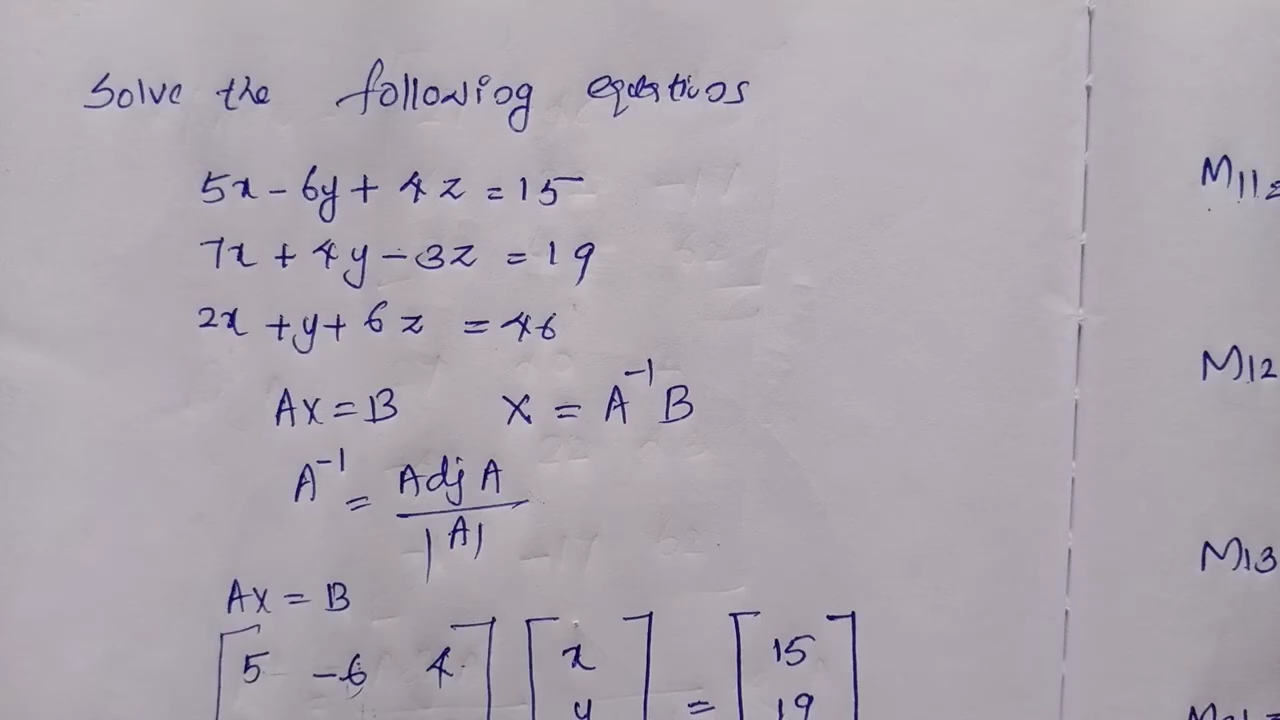 Solve the following equations
5x - 6y + 4z = 15
7x + 4y - 3z = 19
2x + y + 6z = 46
AX = B X = A⁻¹B
A⁻¹ = Adj A
|A|
AX = B
5 -6 4 x = 15
y 19
M11=
M12
M13